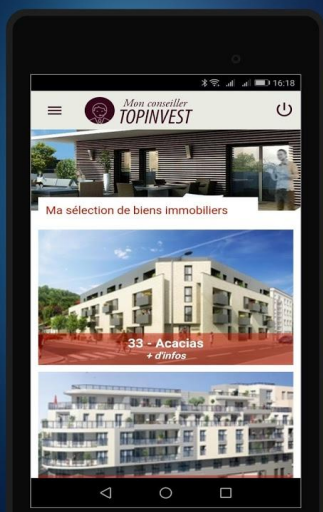 16:18
Mon conseiller
TOPINVEST
Ma sélection de biens immobiliers
33 - Acacias
+ d'infos